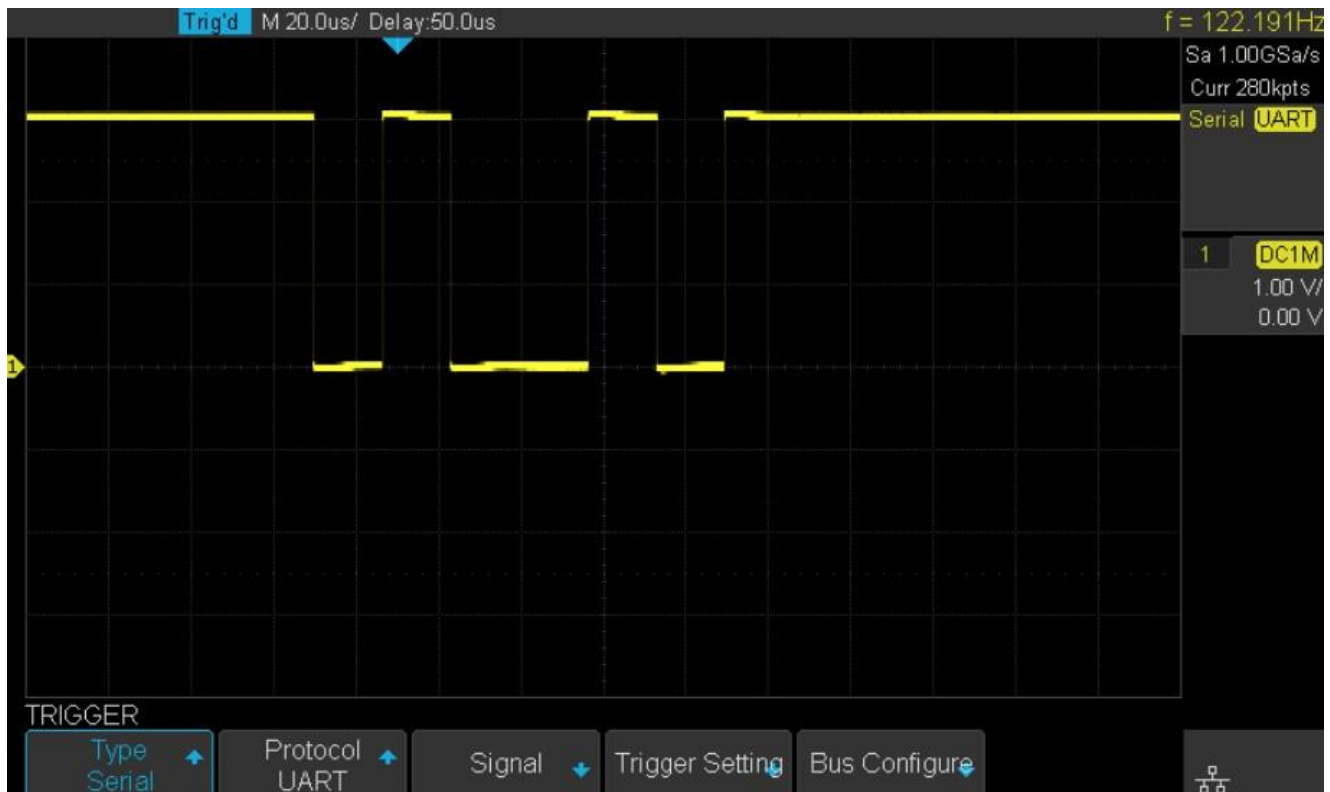 Trig'd M 20.0us/ Delay:50.0us f = 122.191Hz
Sa 1.00GSa/s
Curr 280kpts
Serial UART
1 DC1M
1.00 V/
0.00 V
1
TRIGGER
Type
Serial
Protocol
UART
Signal
Trigger Setting
Bus Configure